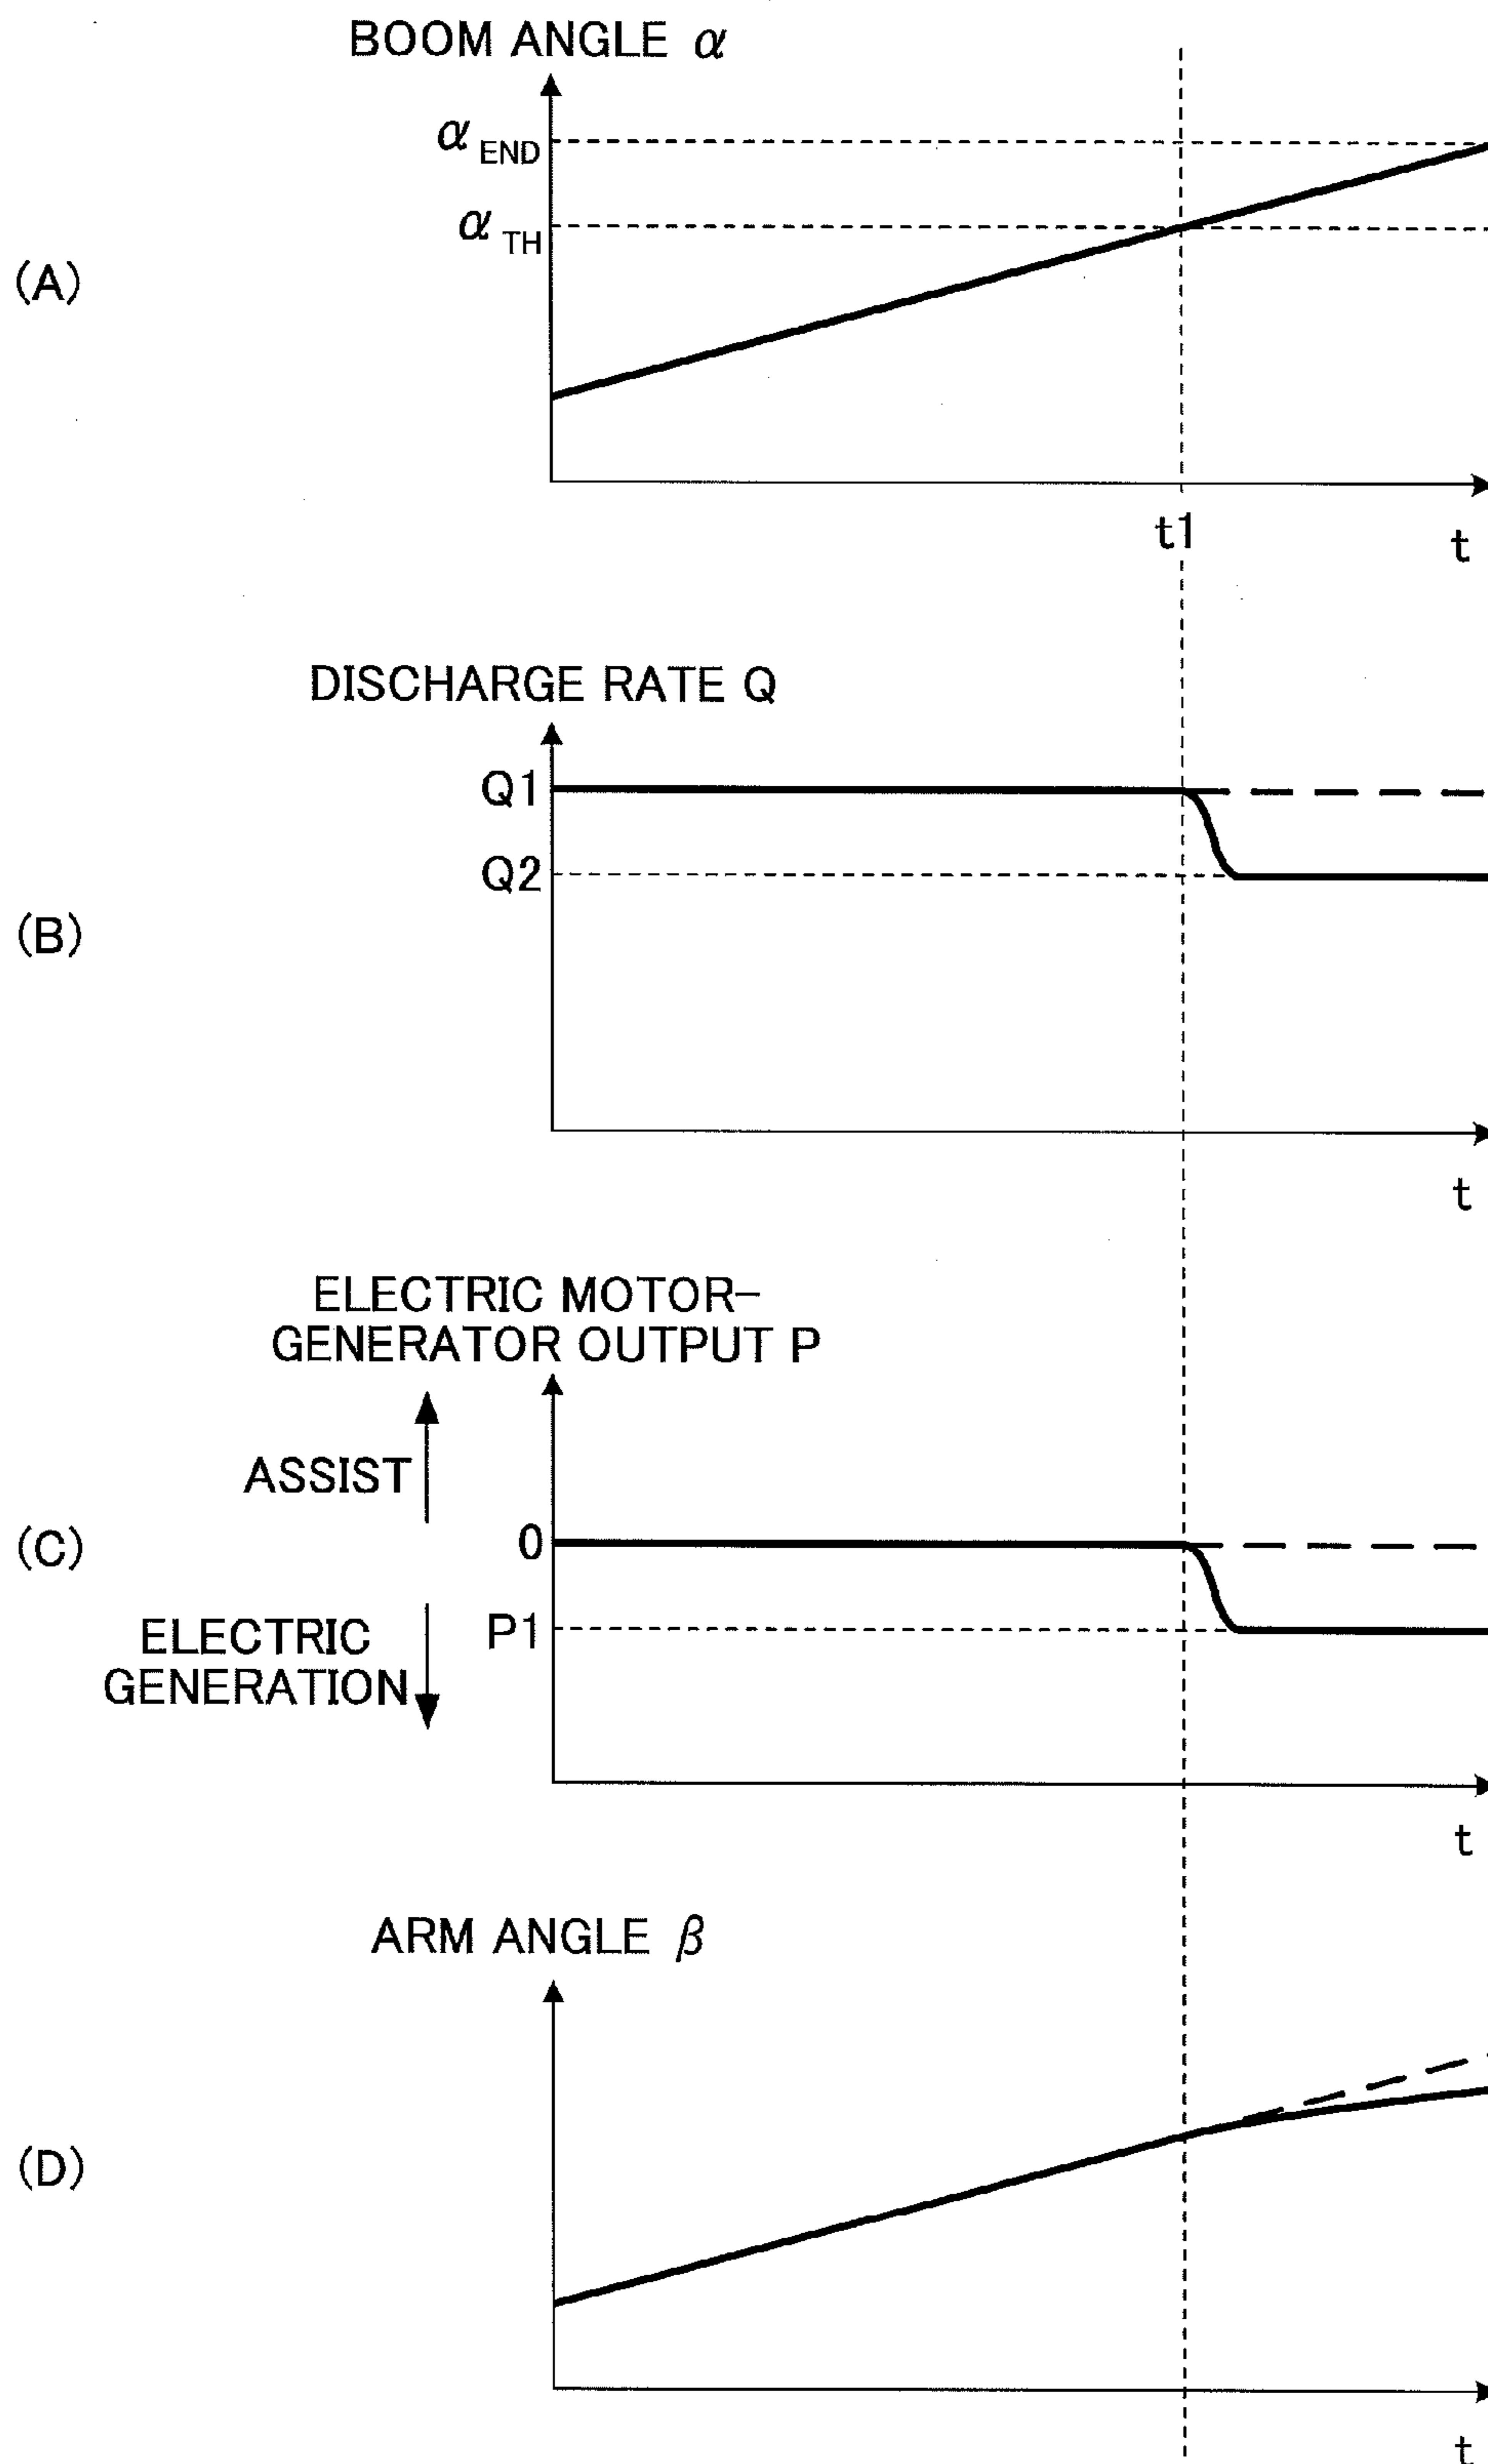 BOOM ANGLE α
α END
α TH
(A)
t1
t
DISCHARGE RATE Q
Q1
Q2
(B)
t
ELECTRIC MOTOR-
GENERATOR OUTPUT P
ASSIST
0
(C)
P1
ELECTRIC
GENERATION
t
ARM ANGLE β
(D)
t